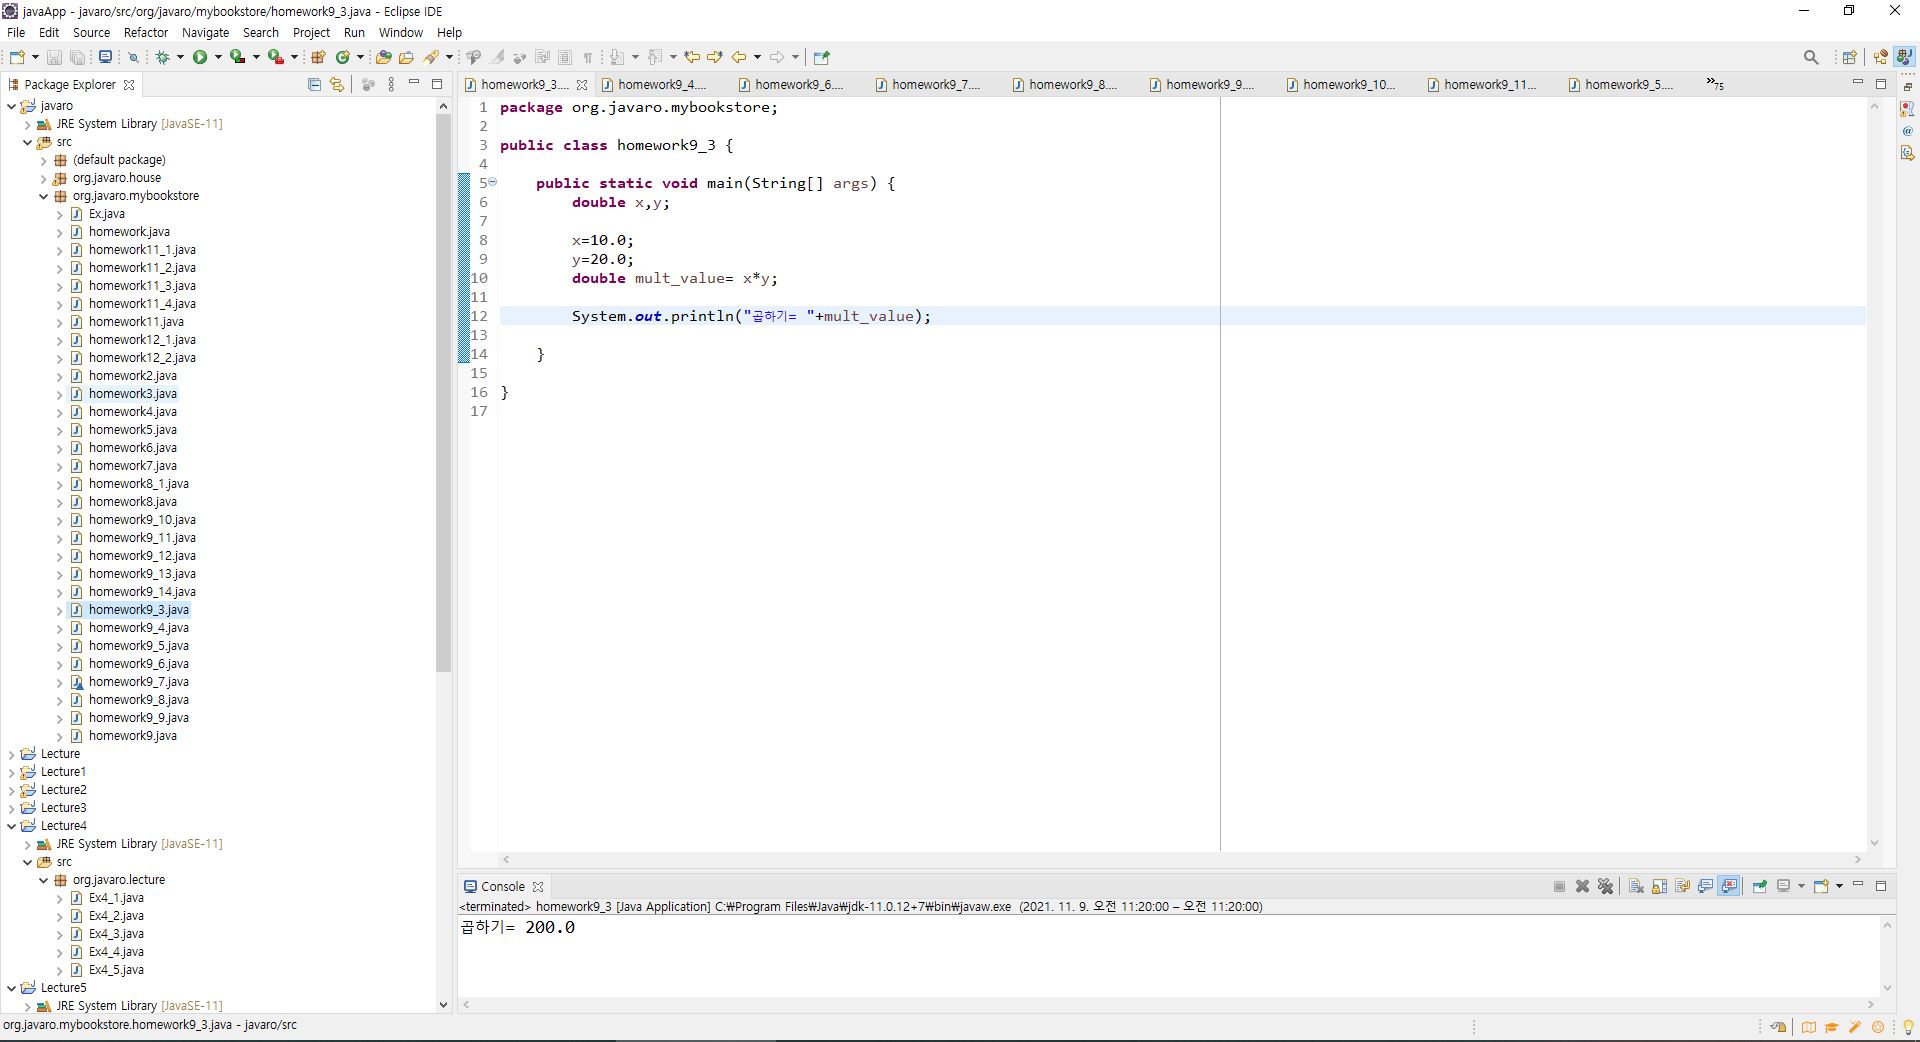 javaApp - javaro/src/org/javaro/mybookstore/homework9_3.java - Eclipse IDE
File Edit Source Refactor Navigate Search Project Run Window Help
Package Explorer
javaro
JRE System Library [JavaSE-11]
src
(default package)
org.javaro.house
org.javaro.mybookstore
Ex.java
homework.java
homework11_1.java
homework11_2.java
homework11_3.java
homework11_4.java
homework11.java
homework12_1.java
homework12_2.java
homework2.java
homework3.java
homework4.java
homework5.java
homework6.java
homework7.java
homework8_1.java
homework8.java
homework9_10.java
homework9_11.java
homework9_12.java
homework9_13.java
homework9_14.java
homework9_3.java
homework9_4.java
homework9_5.java
homework9_6.java
homework9_7.java
homework9_8.java
homework9_9.java
homework9.java
Lecture
Lecture1
Lecture2
Lecture3
Lecture4
JRE System Library [JavaSE-11]
src
org.javaro.lecture
Ex4_1.java
Ex4_2.java
Ex4_3.java
Ex4_4.java
Ex4_5.java
Lecture5
JRE System Library [JavaSE-11]
homework9_3.... homework9_4.... homework9_6.... homework9_7.... homework9_8.... homework9_9.... homework9_10... homework9_11... homework9_5.... »75
1 package org.javaro.mybookstore;
2
3 public class homework9_3 {
4
5 public static void main(String[] args) {
6 double x,y;
7
8 x=10.0;
9 y=20.0;
10 double mult_value= x*y;
11
12 System.out.println("곱하기= "+mult_value);
13
14 }
15
16 }
17
Console
<terminated> homework9_3 [Java Application] C:₩Program Files₩Java₩jdk-11.0.12+7₩bin₩javaw.exe (2021. 11. 9. 오전 11:20:00 – 오전 11:20:00)
곱하기= 200.0
org.javaro.mybookstore.homework9_3.java - javaro/src